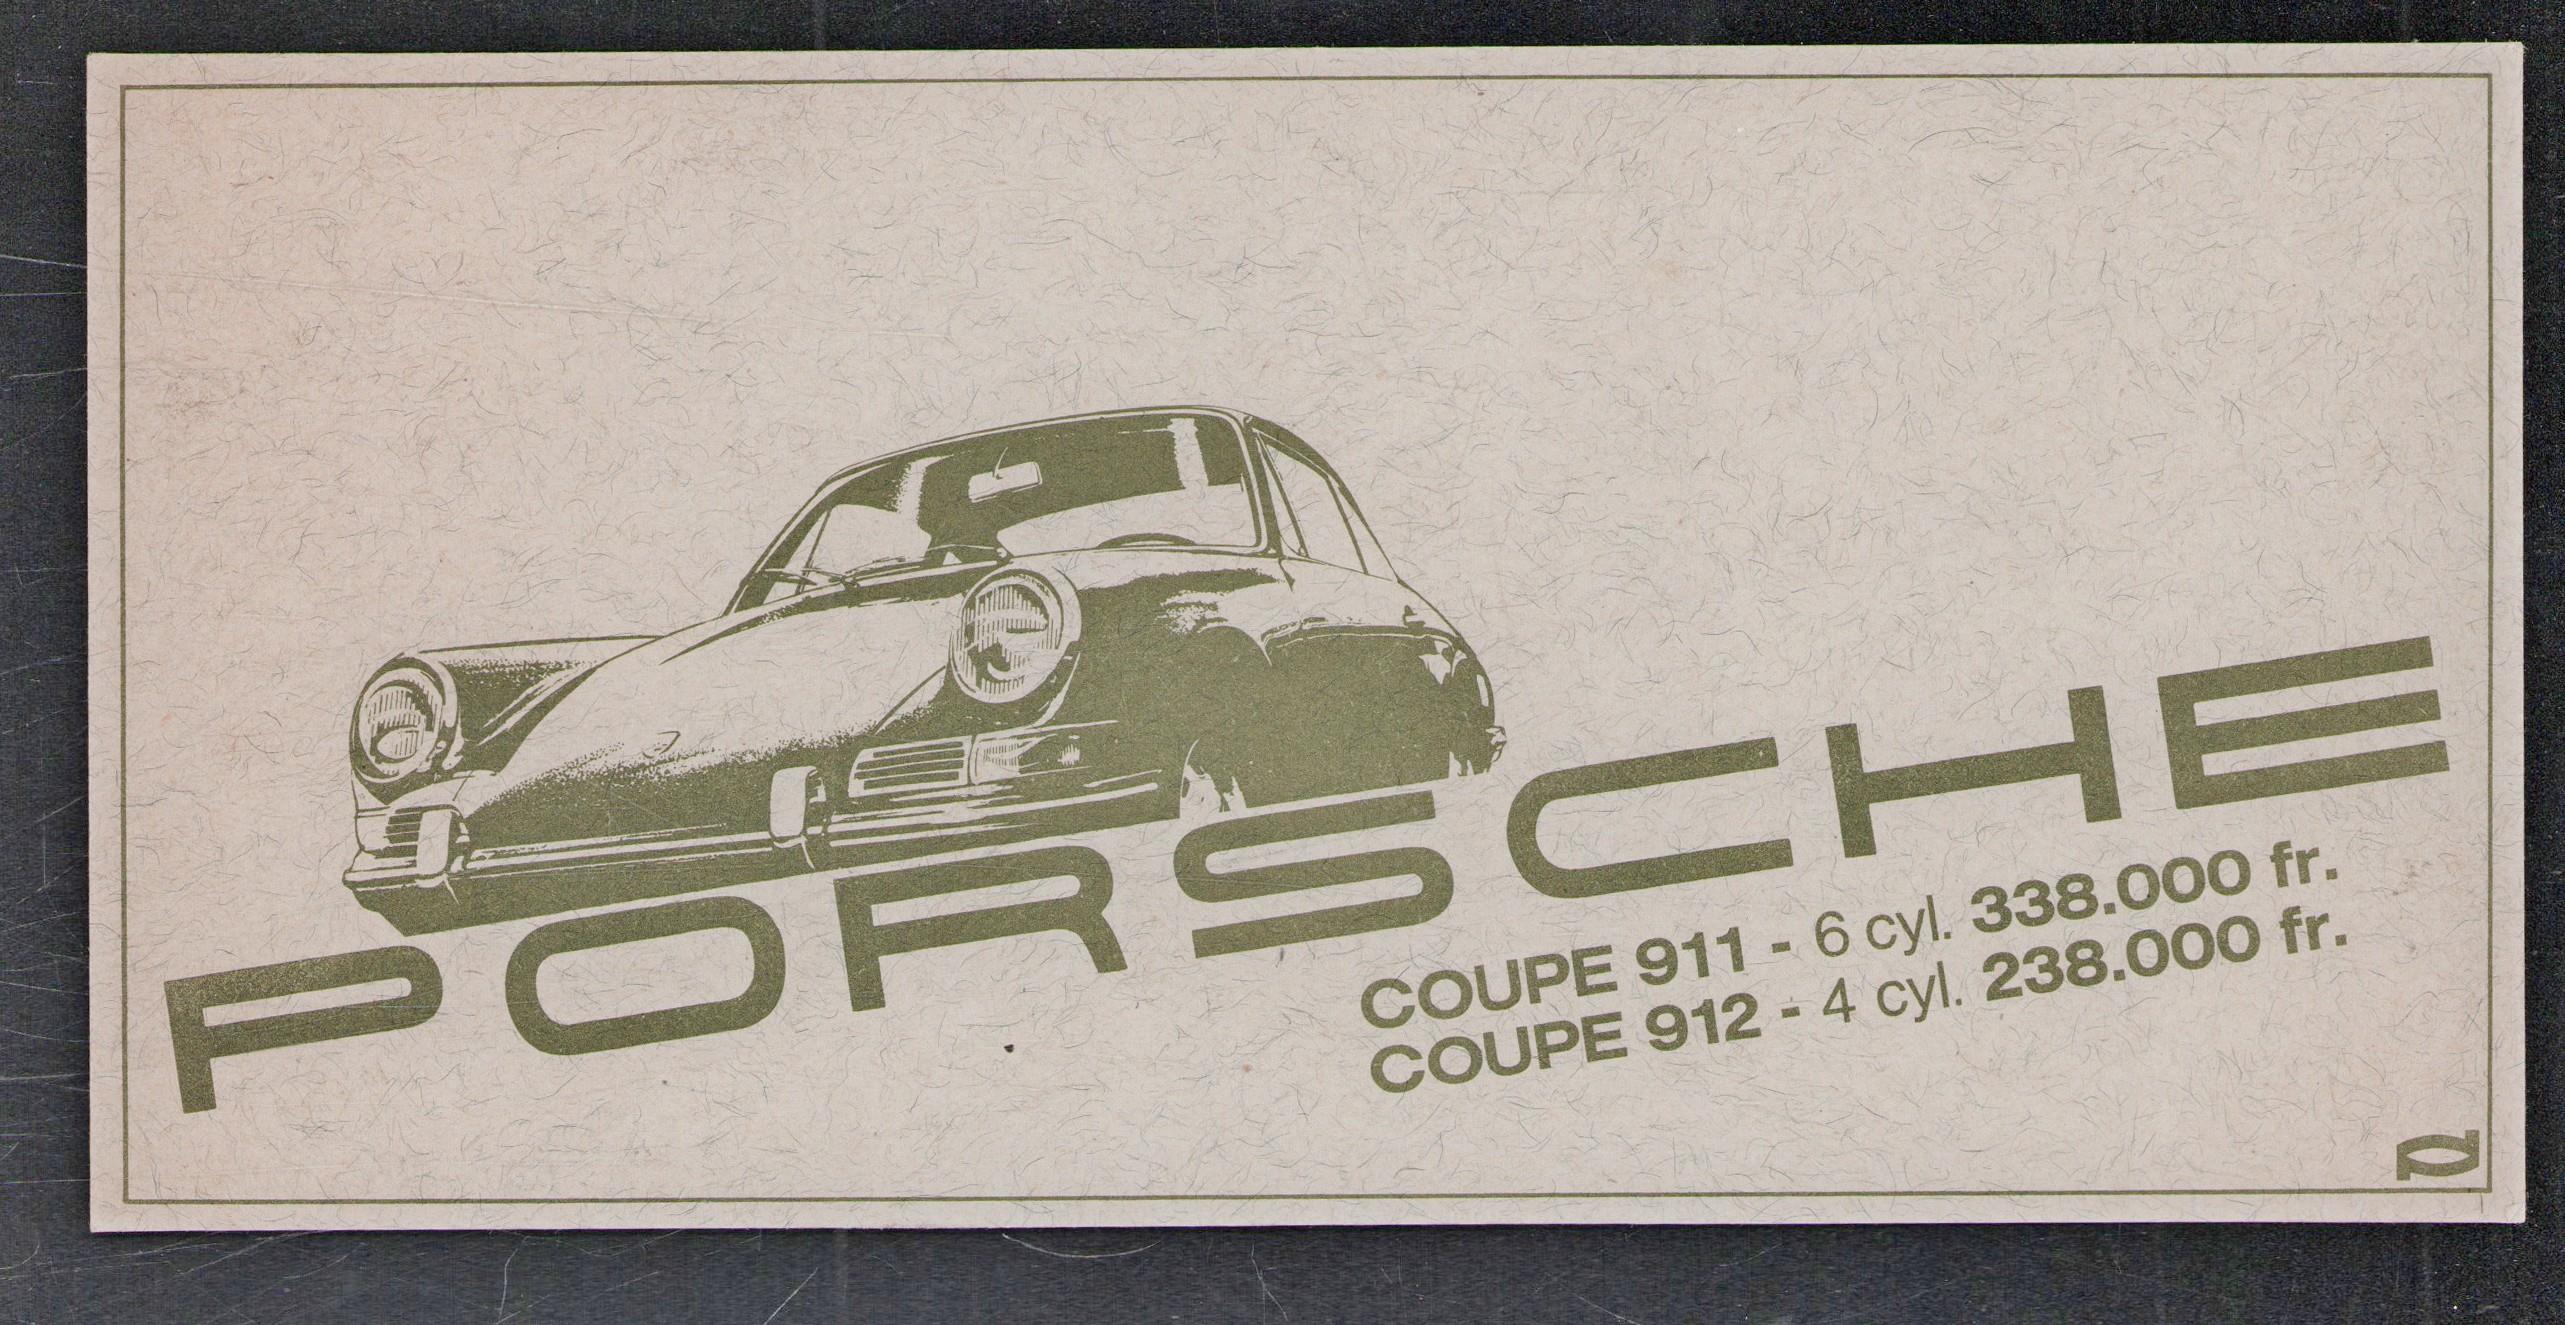 PORSCHE
COUPE 911 - 6 cyl. 338.000 fr.
COUPE 912 - 4 cyl. 238.000 fr.